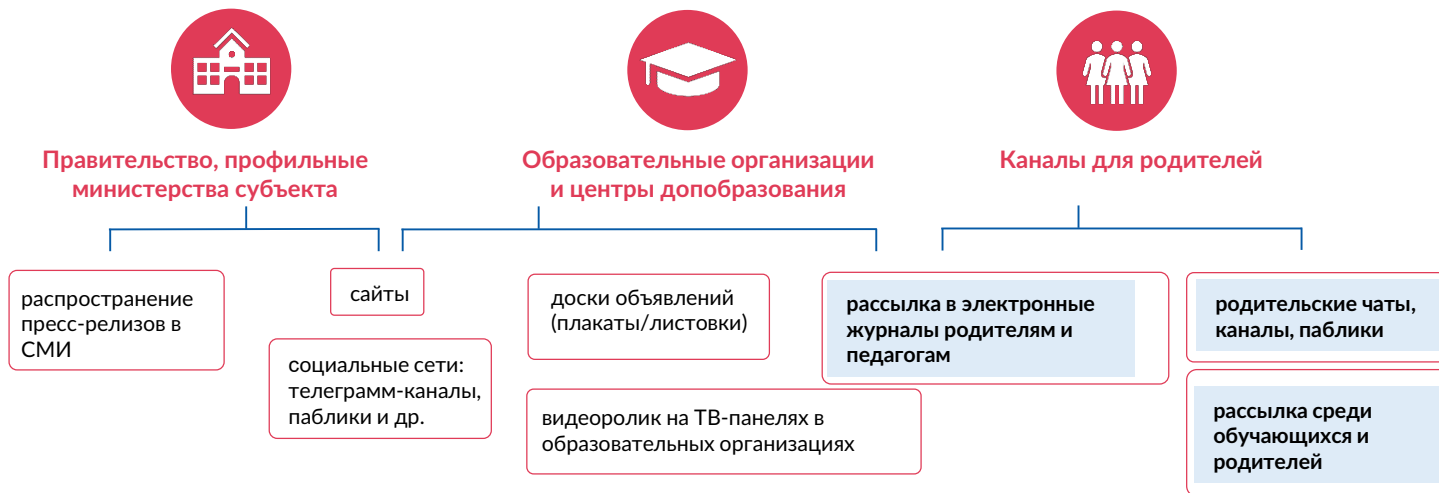 Правительство, профильные
министерства субъекта
Образовательные организации
и центры допобразования
Каналы для родителей
распространение
пресс-релизов в
СМИ
сайты
социальные сети:
телеграмм-каналы,
паблики и др.
доски объявлений
(плакаты/листовки)
видеоролик на ТВ-панелях в
образовательных организациях
рассылка в электронные
журналы родителям и
педагогам
родительские чаты,
каналы, паблики
рассылка среди
обучающихся и
родителей